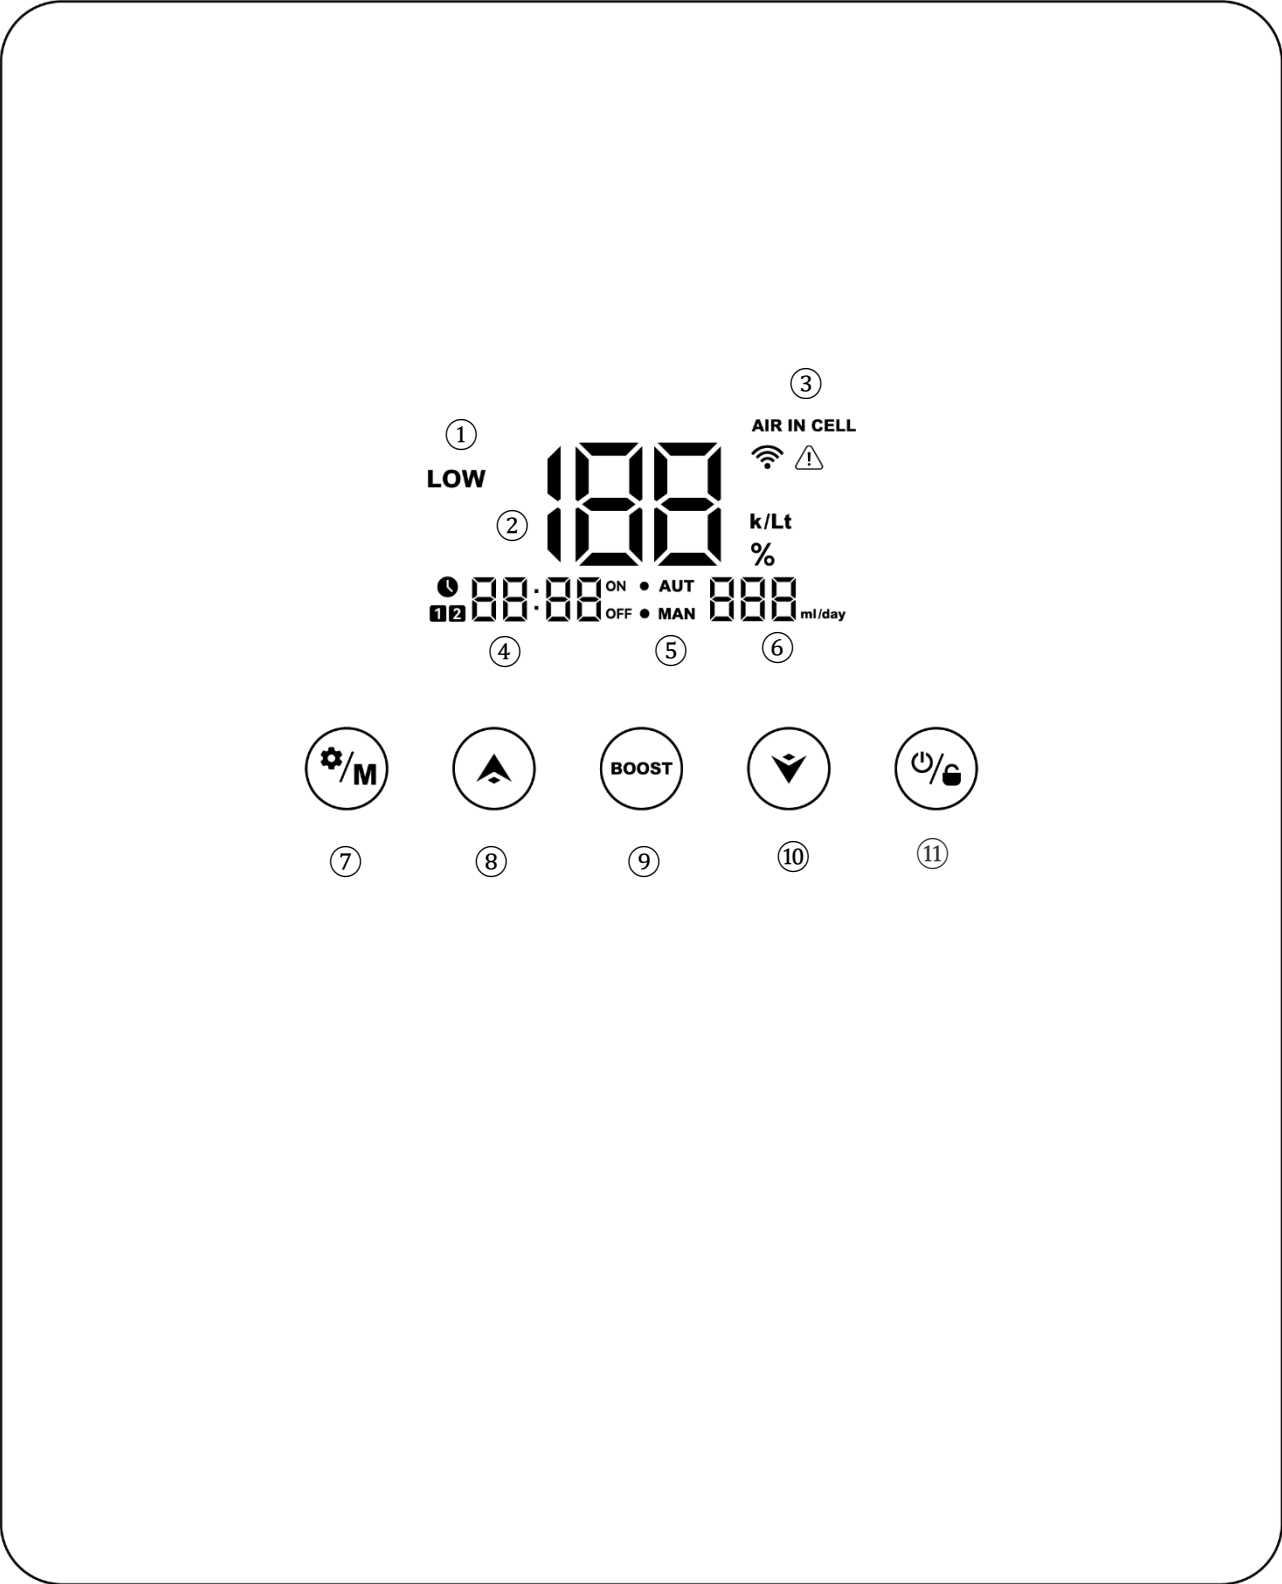 ③
AIR IN CELL
①
LOW
188
②
k/Lt
%
88:88 ON • AUT 888
12 OFF • MAN ml/day
④ ⑤ ⑥
⚙/M BOOST
⑦ ⑧ ⑨ ⑩ ⑪